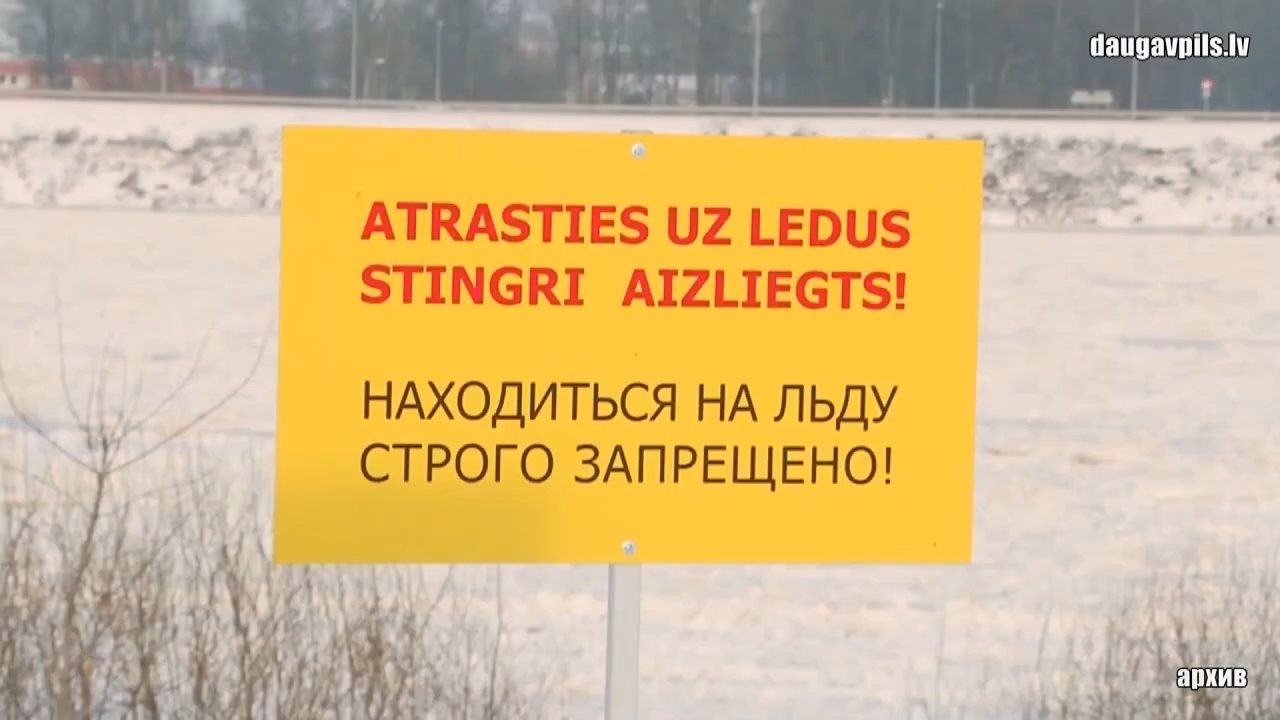 daugavpils.lv
ATRASTIES UZ LEDUS
STINGRI AIZLIEGTS!
НАХОДИТЬСЯ НА ЛЬДУ
СТРОГО ЗАПРЕЩЕНО!
архив